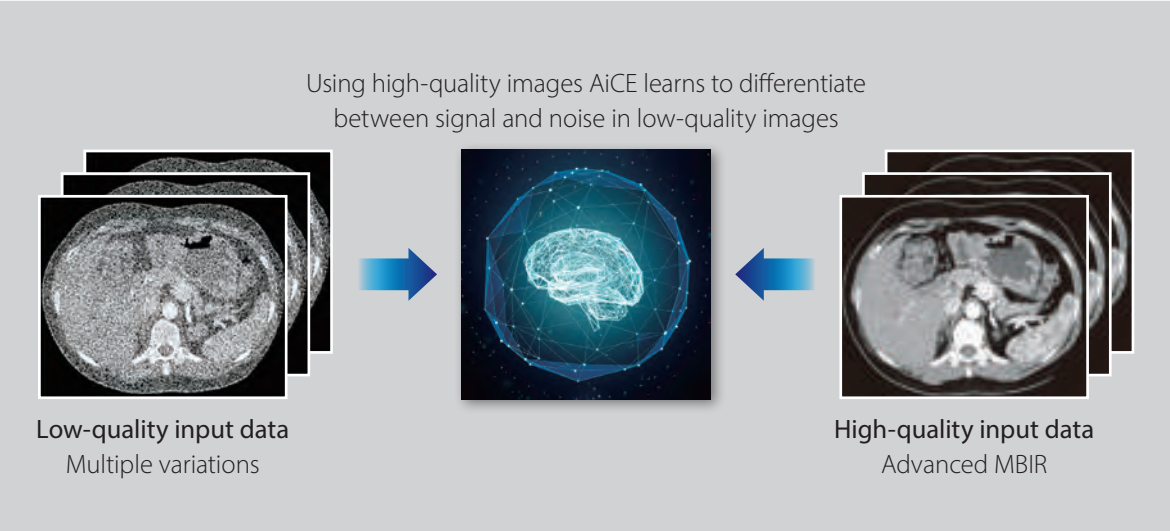 Using high-quality images AiCE learns to differentiate
between signal and noise in low-quality images
Low-quality input data
Multiple variations
High-quality input data
Advanced MBIR